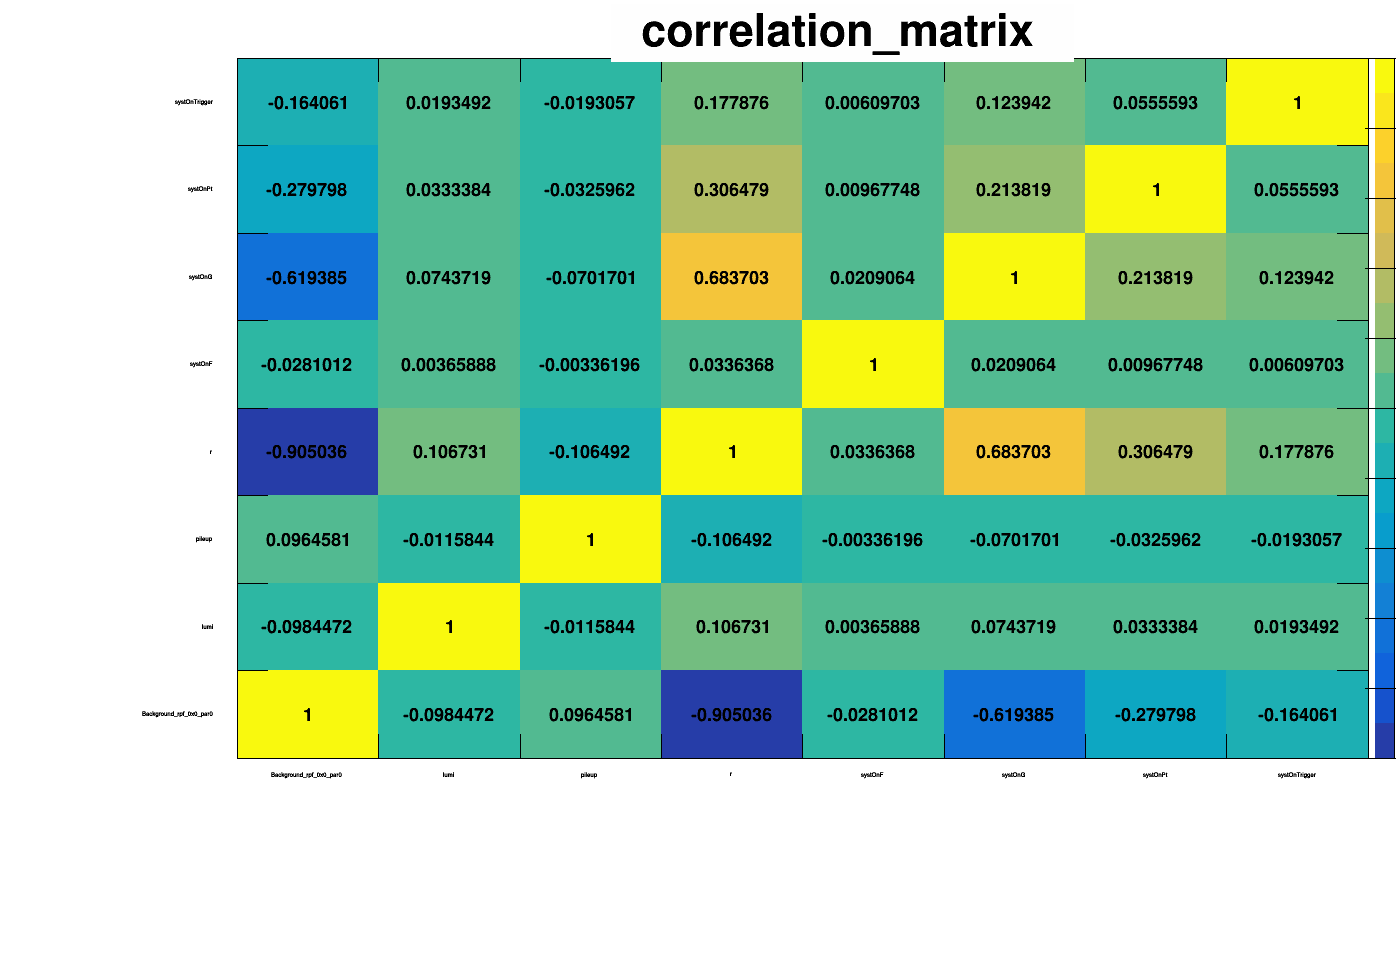 correlation_matrix
systOnTrigger -0.164061 0.0193492 -0.0193057 0.177876 0.00609703 0.123942 0.0555593 1
systOnPt -0.279798 0.0333384 -0.0325962 0.306479 0.00967748 0.213819 1 0.0555593
systOnG -0.619385 0.0743719 -0.0701701 0.683703 0.0209064 1 0.213819 0.123942
systOnF -0.0281012 0.00365888 -0.00336196 0.0336368 1 0.0209064 0.00967748 0.00609703
r -0.905036 0.106731 -0.106492 1 0.0336368 0.683703 0.306479 0.177876
pileup 0.0964581 -0.0115844 1 -0.106492 -0.00336196 -0.0701701 -0.0325962 -0.0193057
lumi -0.0984472 1 -0.0115844 0.106731 0.00365888 0.0743719 0.0333384 0.0193492
Background_rpf_0x0_par0 1 -0.0984472 0.0964581 -0.905036 -0.0281012 -0.619385 -0.279798 -0.164061
Background_rpf_0x0_par0 lumi pileup r systOnF systOnG systOnPt systOnTrigger